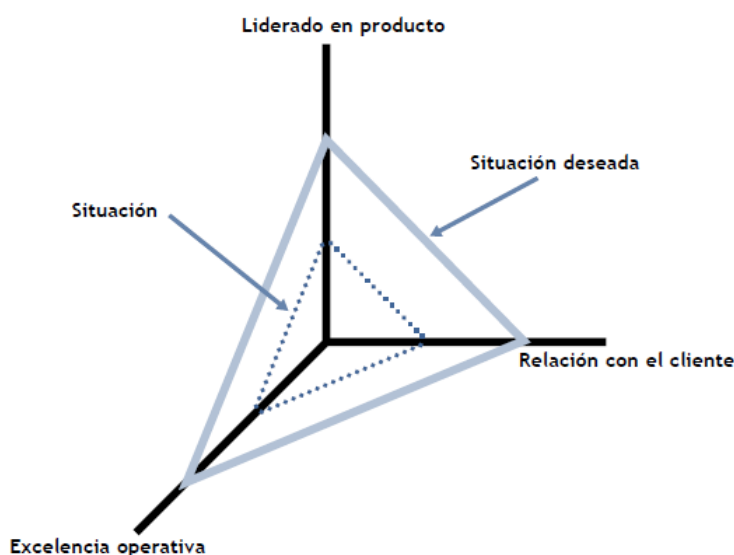 Liderado en producto
Situación deseada
Situación
Relación con el cliente
Excelencia operativa